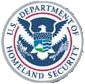 U.S. DEPARTMENT OF
HOMELAND SECURITY